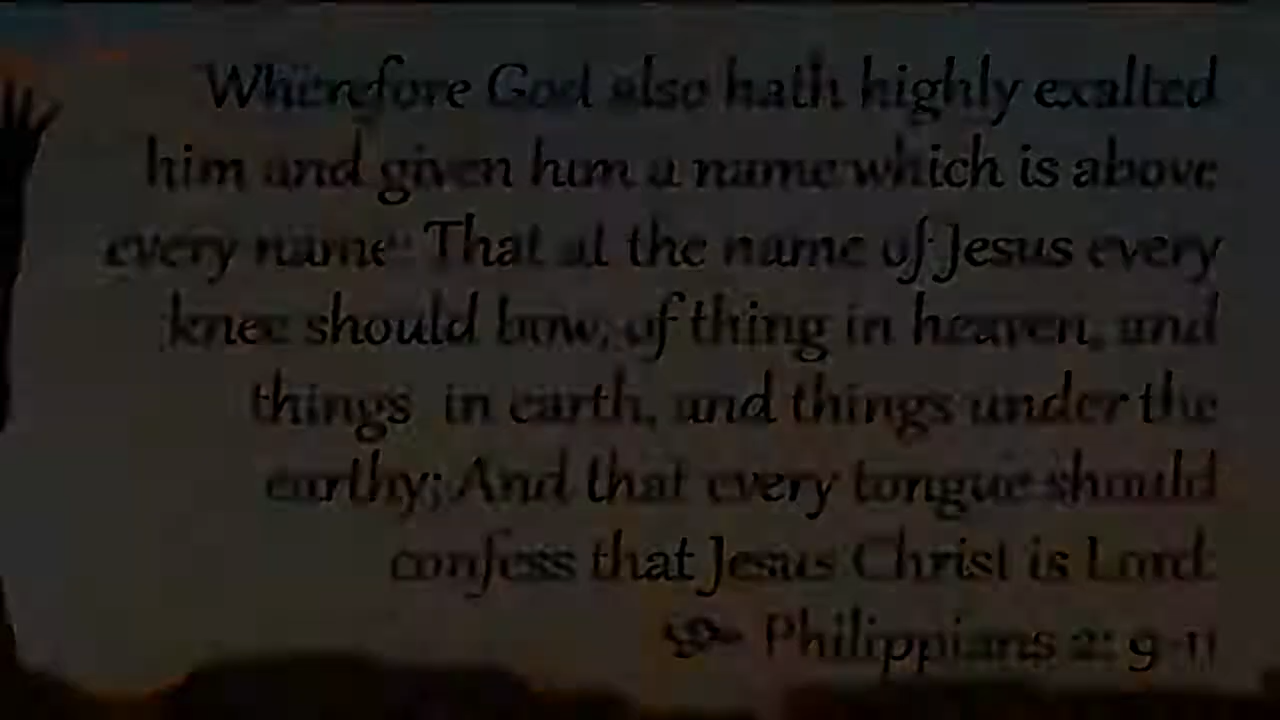 Wherefore God also hath highly exalted
him and given him a name which is above
every name: That at the name of Jesus every
knee should bow, of thing in heaven, and
things in earth, and things under the
earthy; And that every tongue should
confess that Jesus Christ is Lord:
Philippians 2: 9-11